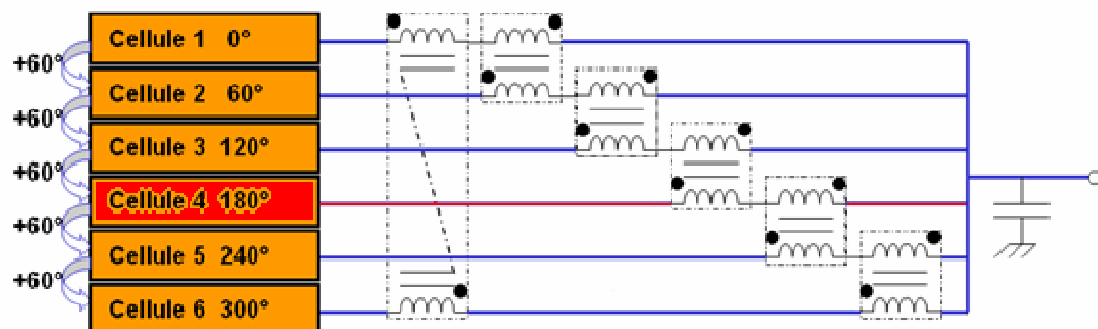 Cellule 1 0°
+60°
Cellule 2 60°
+60°
Cellule 3 120°
+60°
Cellule 4 180°
+60°
Cellule 5 240°
+60°
Cellule 6 300°